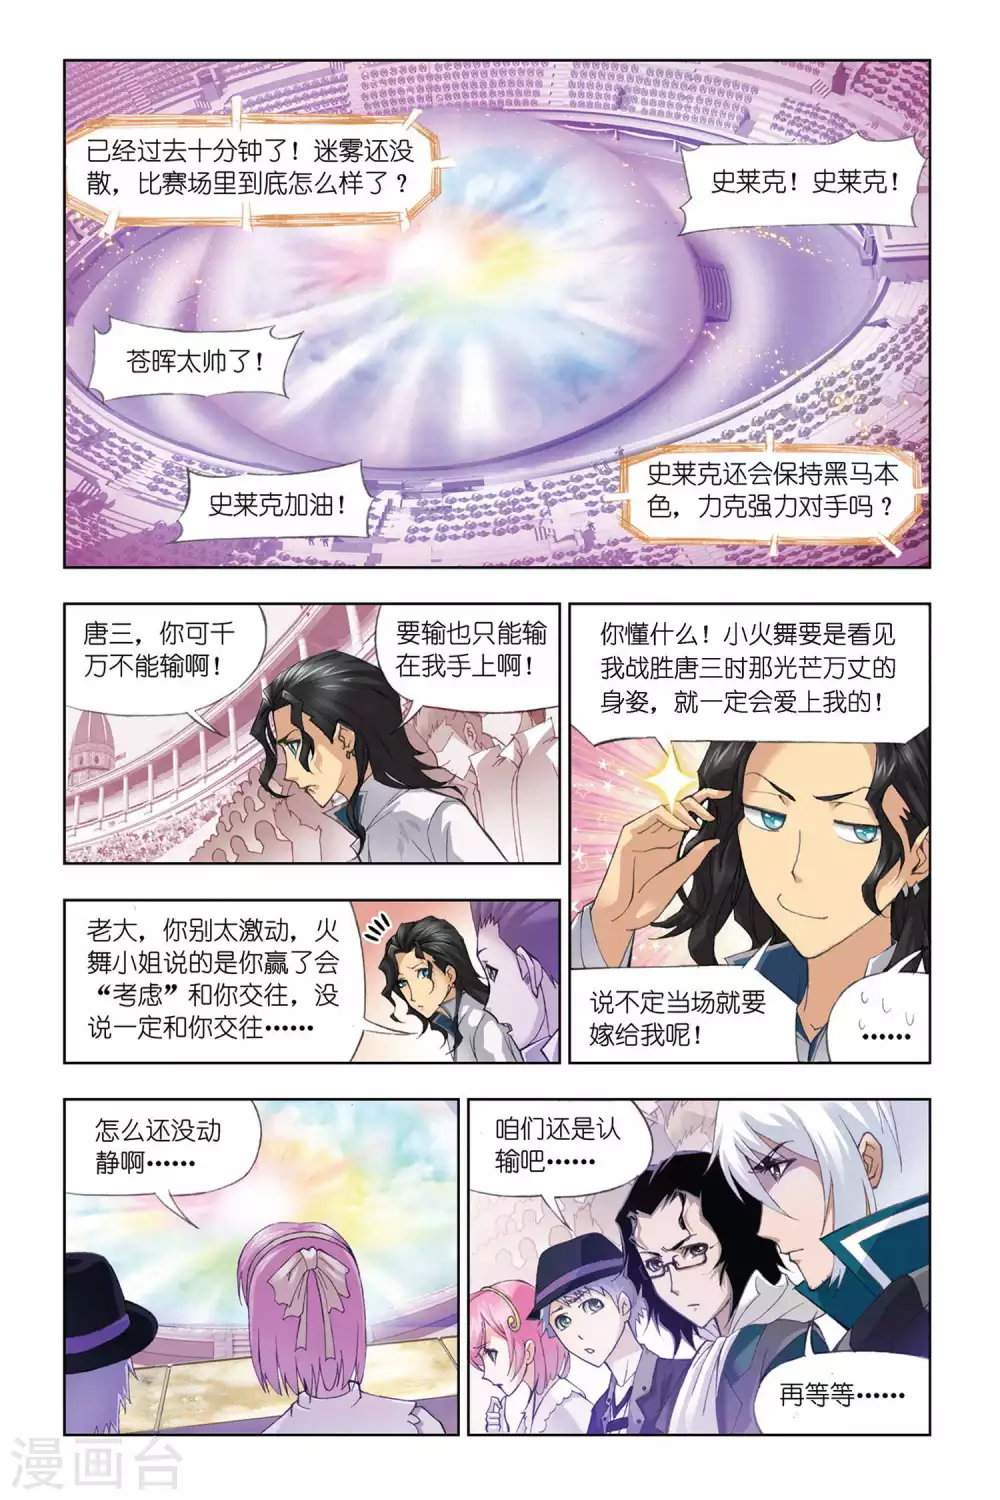 已经过去十分钟了！迷雾还没
散，比赛场里到底怎么样了？
史莱克！史莱克！
苍晖太帅了！
史莱克加油！
史莱克还会保持黑马本
色，力克强力对手吗？
唐三，你可千
万不能输啊！
要输也只能输
在我手上啊！
老大，你别太激动，火
舞小姐说的是你赢了会
“考虑”和你交往，没
说一定和你交往……
你懂什么！小火舞要是看见
我战胜唐三时那光芒万丈的
身姿，就一定会爱上我的！
说不定当场就要
嫁给我呢！
……
怎么还没动
静啊……
咱们还是认
输吧……
再等等……
漫画台